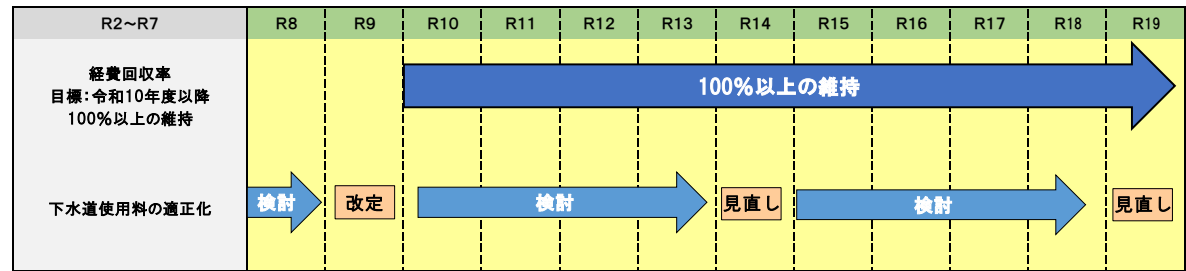 R2～R7 R8 R9 R10 R11 R12 R13 R14 R15 R16 R17 R18 R19
経費回収率
目標：令和10年度以降
100％以上の維持
100％以上の維持
下水道使用料の適正化
検討 改定 検討 見直し 検討 見直し